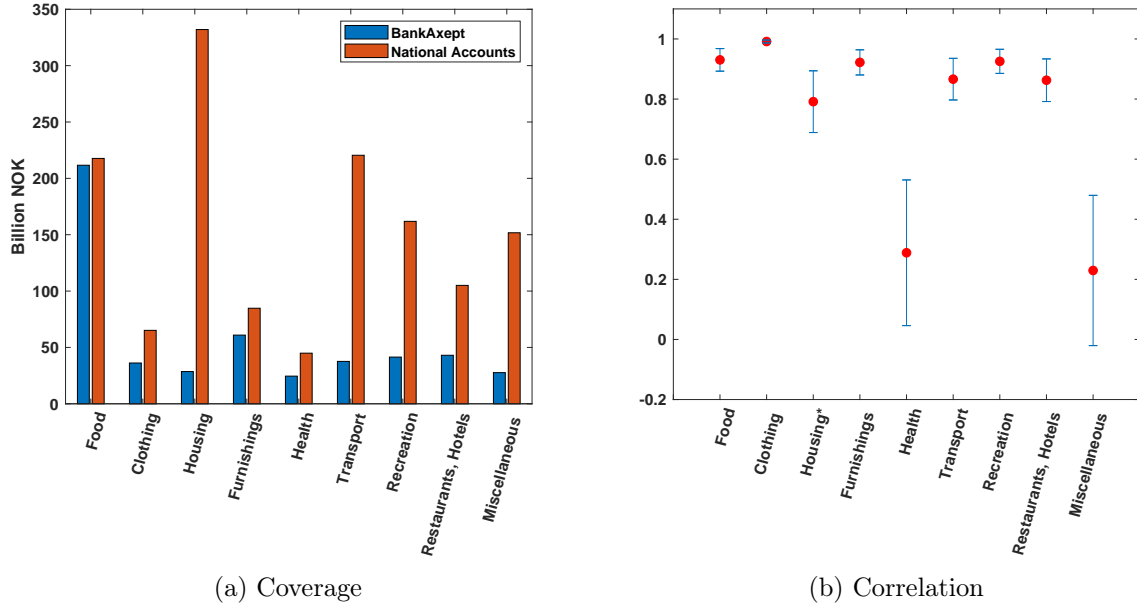 350
300
250
200
150
100
50
0
Billion NOK
BankAxept
National Accounts
Food
Clothing
Housing
Furnishings
Health
Transport
Recreation
Restaurants, Hotels
Miscellaneous
(a) Coverage
1
0.8
0.6
0.4
0.2
0
-0.2
Food
Clothing
Housing*
Furnishings
Health
Transport
Recreation
Restaurants, Hotels
Miscellaneous
(b) Correlation